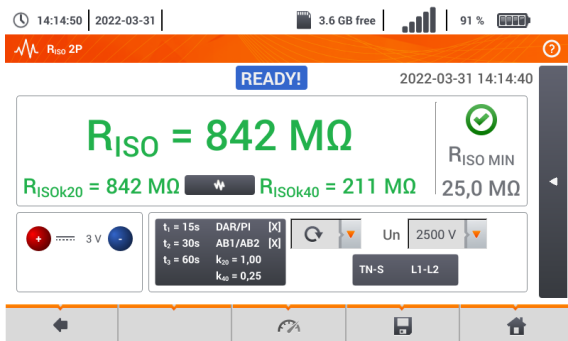 14:14:50 2022-03-31 3.6 GB free 91 %
RISO 2P ?
READY! 2022-03-31 14:14:40
RISO = 842 MΩ
RISO MIN
RISOk20 = 842 MΩ RISOk40 = 211 MΩ 25,0 MΩ
+ 3 V -
t₁ = 15s DAR/PI [X]
t₂ = 30s AB1/AB2 [X]
t₃ = 60s k₂₀ = 1,00
k₄₀ = 0,25
Un 2500 V
TN-S L1-L2